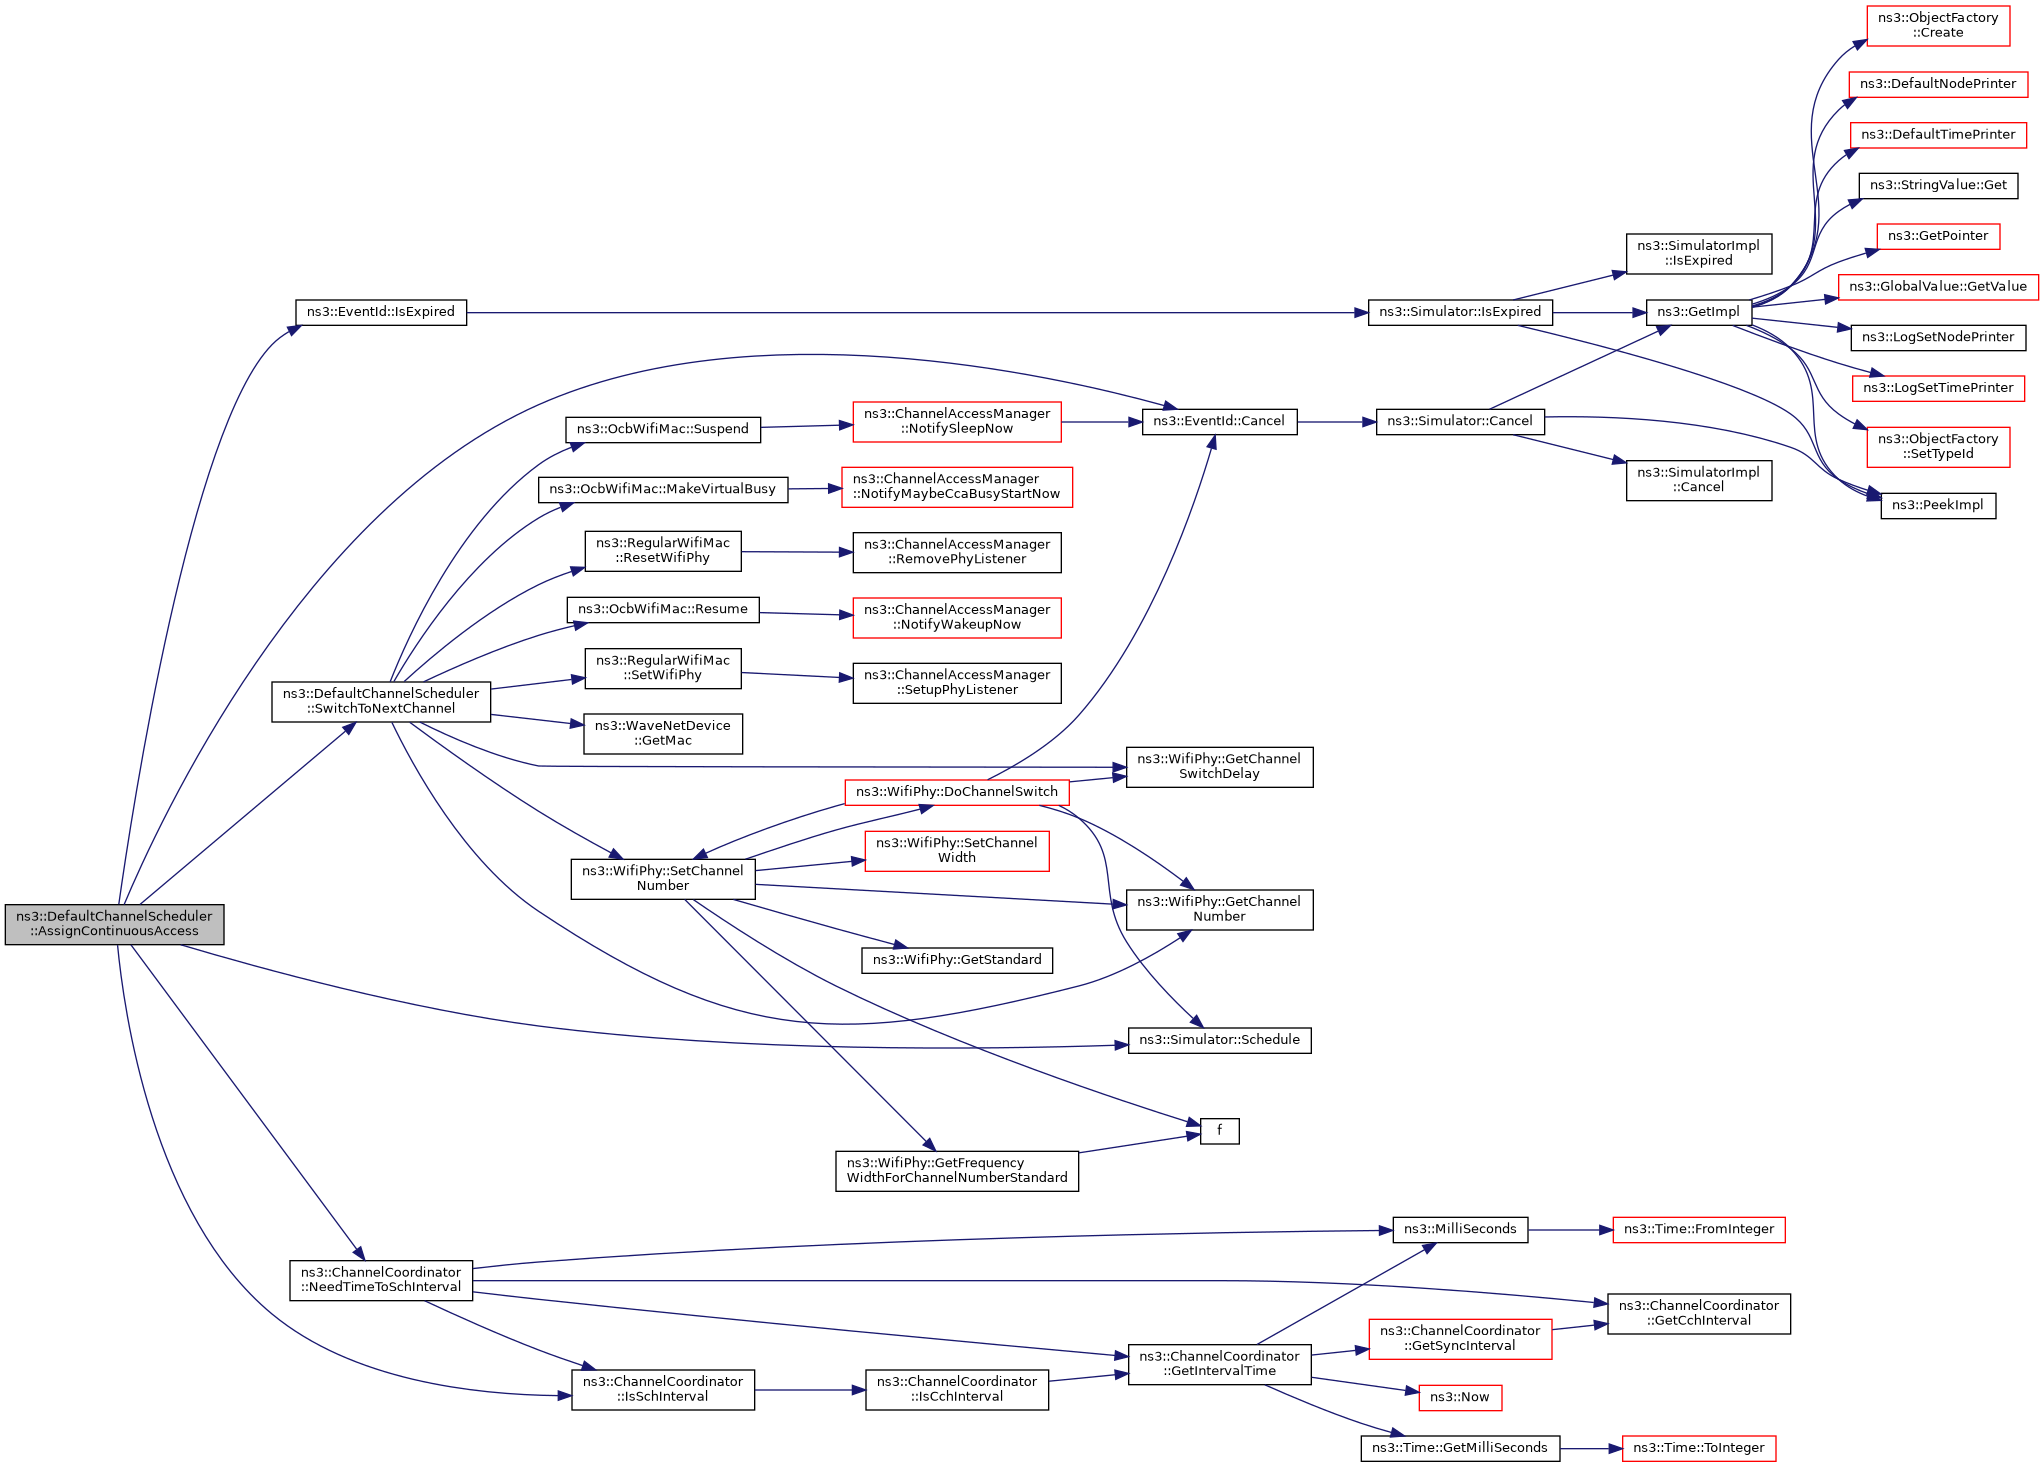 ns3::ObjectFactory
::Create
ns3::DefaultNodePrinter
ns3::DefaultTimePrinter
ns3::StringValue::Get
ns3::GetPointer
ns3::SimulatorImpl
::IsExpired
ns3::GlobalValue::GetValue
ns3::EventId::IsExpired
ns3::Simulator::IsExpired
ns3::GetImpl
ns3::LogSetNodePrinter
ns3::LogSetTimePrinter
ns3::OcbWifiMac::Suspend
ns3::ChannelAccessManager
::NotifySleepNow
ns3::EventId::Cancel
ns3::Simulator::Cancel
ns3::ObjectFactory
::SetTypeId
ns3::OcbWifiMac::MakeVirtualBusy
ns3::ChannelAccessManager
::NotifyMaybeCcaBusyStartNow
ns3::SimulatorImpl
::Cancel
ns3::PeekImpl
ns3::RegularWifiMac
::ResetWifiPhy
ns3::ChannelAccessManager
::RemovePhyListener
ns3::OcbWifiMac::Resume
ns3::ChannelAccessManager
::NotifyWakeupNow
ns3::RegularWifiMac
::SetWifiPhy
ns3::ChannelAccessManager
::SetupPhyListener
ns3::DefaultChannelScheduler
::SwitchToNextChannel
ns3::WaveNetDevice
::GetMac
ns3::WifiPhy::GetChannel
SwitchDelay
ns3::WifiPhy::DoChannelSwitch
ns3::WifiPhy::SetChannel
Width
ns3::WifiPhy::SetChannel
Number
ns3::WifiPhy::GetChannel
Number
ns3::DefaultChannelScheduler
::AssignContinuousAccess
ns3::WifiPhy::GetStandard
ns3::Simulator::Schedule
f
ns3::WifiPhy::GetFrequency
WidthForChannelNumberStandard
ns3::MilliSeconds
ns3::Time::FromInteger
ns3::ChannelCoordinator
::NeedTimeToSchInterval
ns3::ChannelCoordinator
::GetCchInterval
ns3::ChannelCoordinator
::GetSyncInterval
ns3::ChannelCoordinator
::GetIntervalTime
ns3::ChannelCoordinator
::IsSchInterval
ns3::ChannelCoordinator
::IsCchInterval
ns3::Now
ns3::Time::GetMilliSeconds
ns3::Time::ToInteger